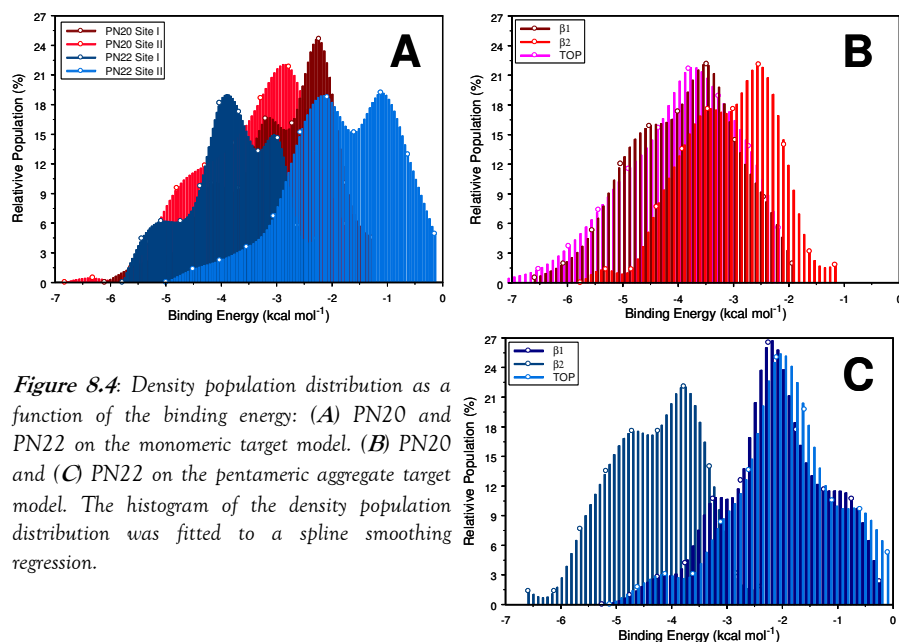 27
24
21
18
15
12
9
6
3
0
Relativive Population (%)
PN20 Site I
PN20 Site II
PN22 Site I
PN22 Site II
A
-7 -6 -5 -4 -3 -2 -1 0
Binding Energy (kcal mol⁻¹)
27
24
21
18
15
12
9
6
3
0
Relativive Population (%)
β1
β2
TOP
B
-7 -6 -5 -4 -3 -2 -1 0
Binding Energy (kcal mol⁻¹)
Figure 8.4: Density population distribution as a
function of the binding energy: (A) PN20 and
PN22 on the monomeric target model. (B) PN20
and (C) PN22 on the pentameric aggregate target
model. The histogram of the density population
distribution was fitted to a spline smoothing
regression.
27
24
21
18
15
12
9
6
3
0
Relativive Population (%)
β1
β2
TOP
C
-7 -6 -5 -4 -3 -2 -1 0
Binding Energy (kcal mol⁻¹)